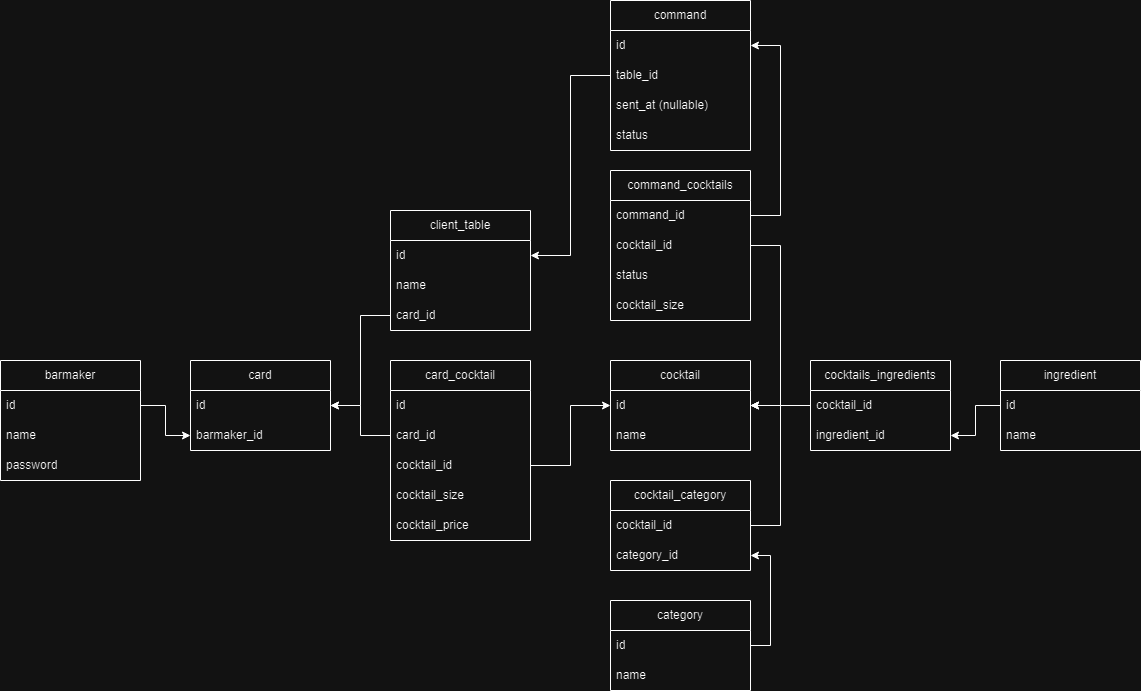 command
id
table_id
sent_at (nullable)
status
command_cocktails
command_id
cocktail_id
status
cocktail_size
client_table
id
name
card_id
barmaker
id
name
password
card
id
barmaker_id
card_cocktail
id
card_id
cocktail_id
cocktail_size
cocktail_price
cocktail
id
name
cocktails_ingredients
cocktail_id
ingredient_id
ingredient
id
name
cocktail_category
cocktail_id
category_id
category
id
name